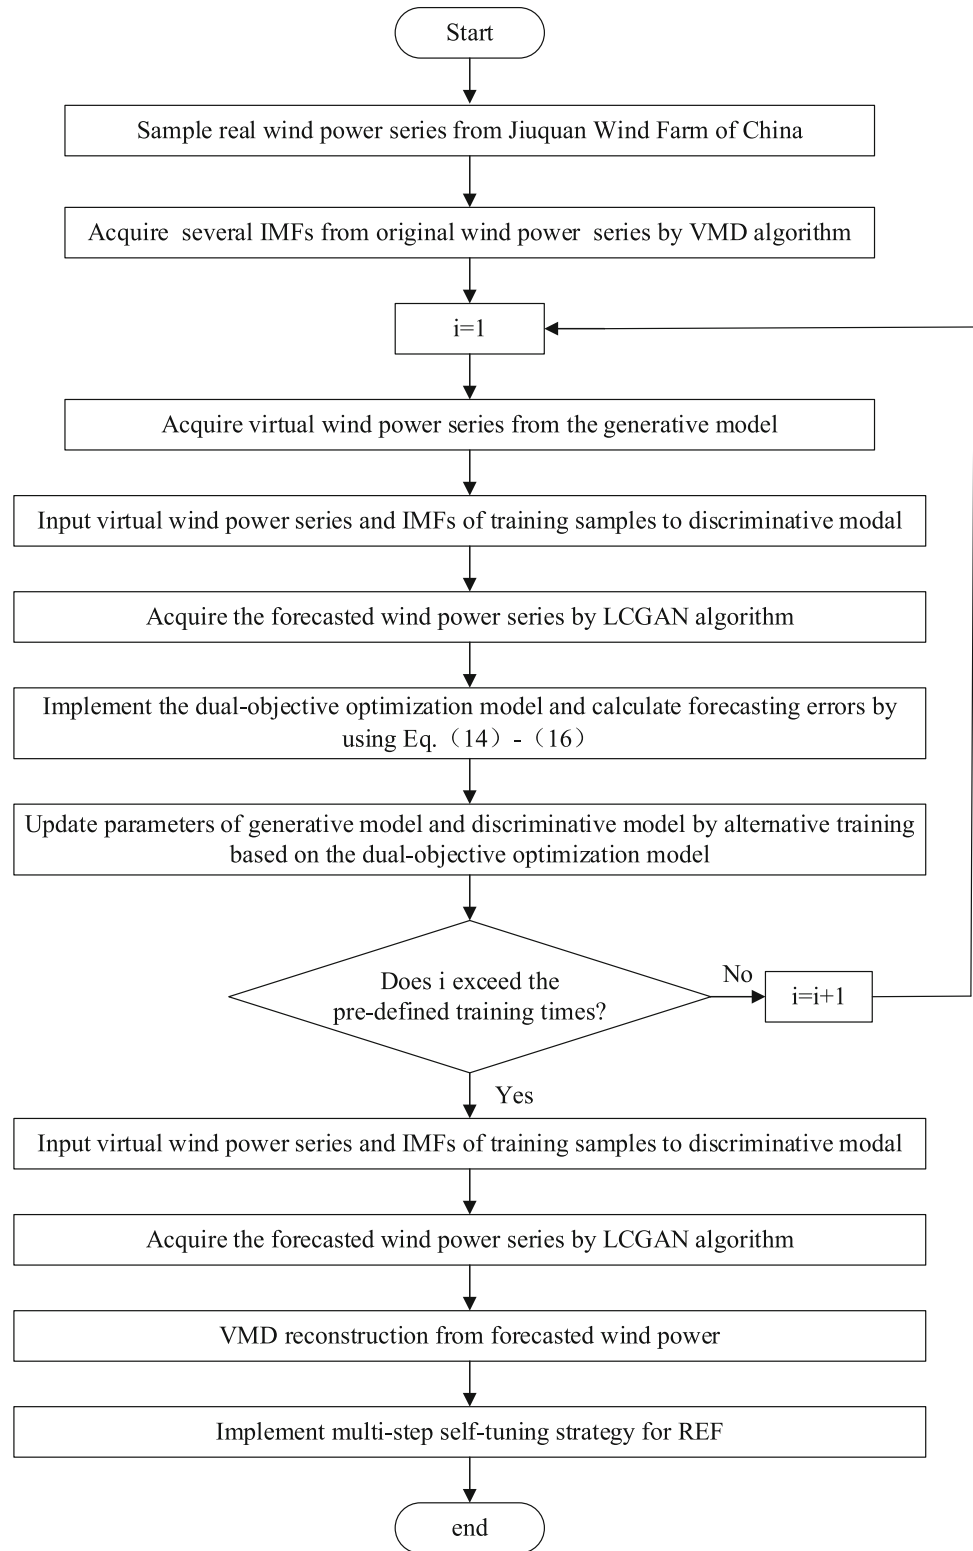 Start
Sample real wind power series from Jiuquan Wind Farm of China
Acquire several IMFs from original wind power series by VMD algorithm
i=1
Acquire virtual wind power series from the generative model
Input virtual wind power series and IMFs of training samples to discriminative modal
Acquire the forecasted wind power series by LCGAN algorithm
Implement the dual-objective optimization model and calculate forecasting errors by
using Eq.（14）-（16）
Update parameters of generative model and discriminative model by alternative training
based on the dual-objective optimization model
Does i exceed the
pre-defined training times?
No
i=i+1
Yes
Input virtual wind power series and IMFs of training samples to discriminative modal
Acquire the forecasted wind power series by LCGAN algorithm
VMD reconstruction from forecasted wind power
Implement multi-step self-tuning strategy for REF
end